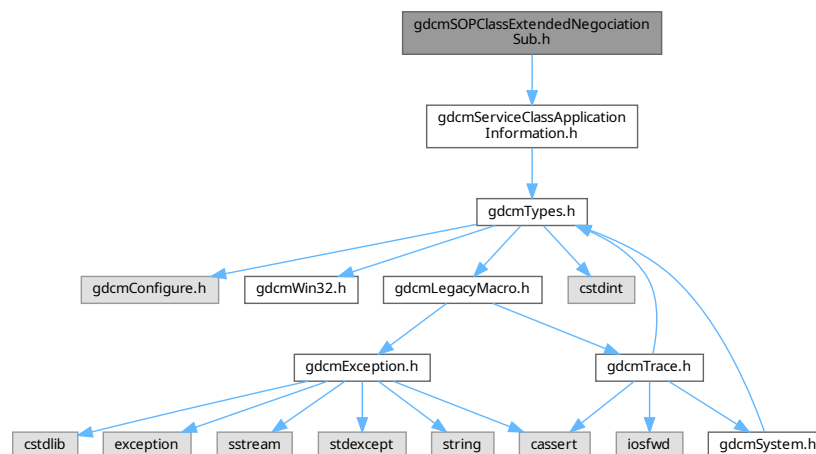 gdcmSOPClassExtendedNegociation
Sub.h
gdcmServiceClassApplication
Information.h
gdcmTypes.h
gdcmConfigure.h
gdcmWin32.h
gdcmLegacyMacro.h
cstdint
gdcmException.h
gdcmTrace.h
cstdlib
exception
sstream
stdexcept
string
cassert
iosfwd
gdcmSystem.h